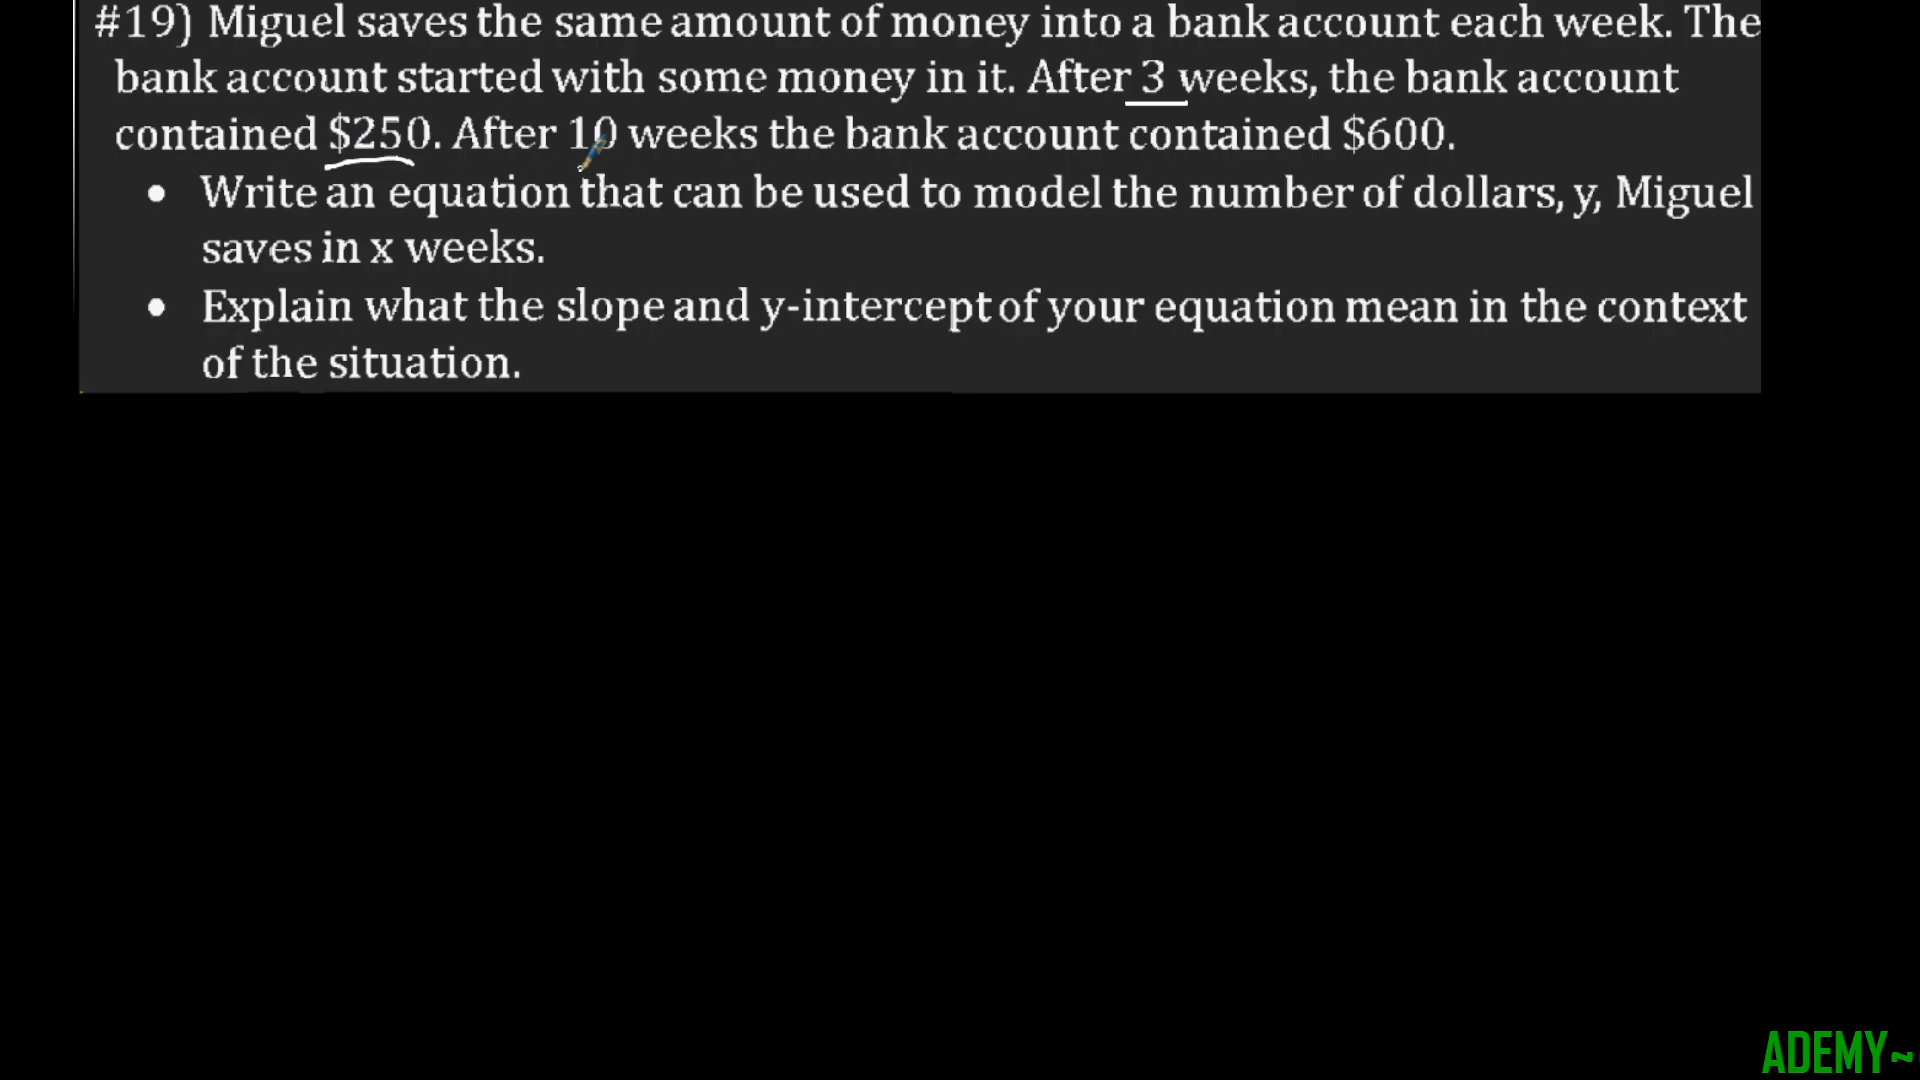 #19) Miguel saves the same amount of money into a bank account each week. The
bank account started with some money in it. After 3 weeks, the bank account
contained $250. After 10 weeks the bank account contained $600.
• Write an equation that can be used to model the number of dollars, y, Miguel
saves in x weeks.
• Explain what the slope and y-intercept of your equation mean in the context
of the situation.
ADEMY~